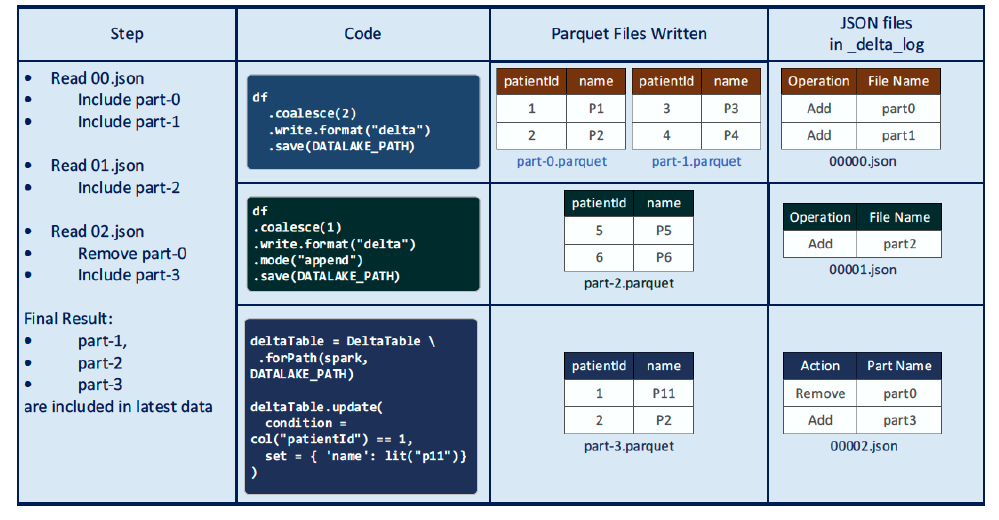 Step
Code
Parquet Files Written
JSON files
in _delta_log
• Read 00.json
• Include part-0
• Include part-1
• Read 01.json
• Include part-2
• Read 02.json
• Remove part-0
• Include part-3
Final Result:
• part-1,
• part-2
• part-3
are included in latest data
df
.coalesce(2)
.write.format("delta")
.save(DATALAKE_PATH)
patientId name
1 P1
2 P2
part-0.parquet
patientId name
3 P3
4 P4
part-1.parquet
Operation File Name
Add part0
Add part1
00000.json
df
.coalesce(1)
.write.format("delta")
.mode("append")
.save(DATALAKE_PATH)
patientId name
5 P5
6 P6
part-2.parquet
Operation File Name
Add part2
00001.json
deltaTable = DeltaTable \
.forPath(spark,
DATALAKE_PATH)
deltaTable.update(
condition =
col("patientId") == 1,
set = { 'name': lit("p11")}
)
patientId name
1 P11
2 P2
part-3.parquet
Action Part Name
Remove part0
Add part3
00002.json